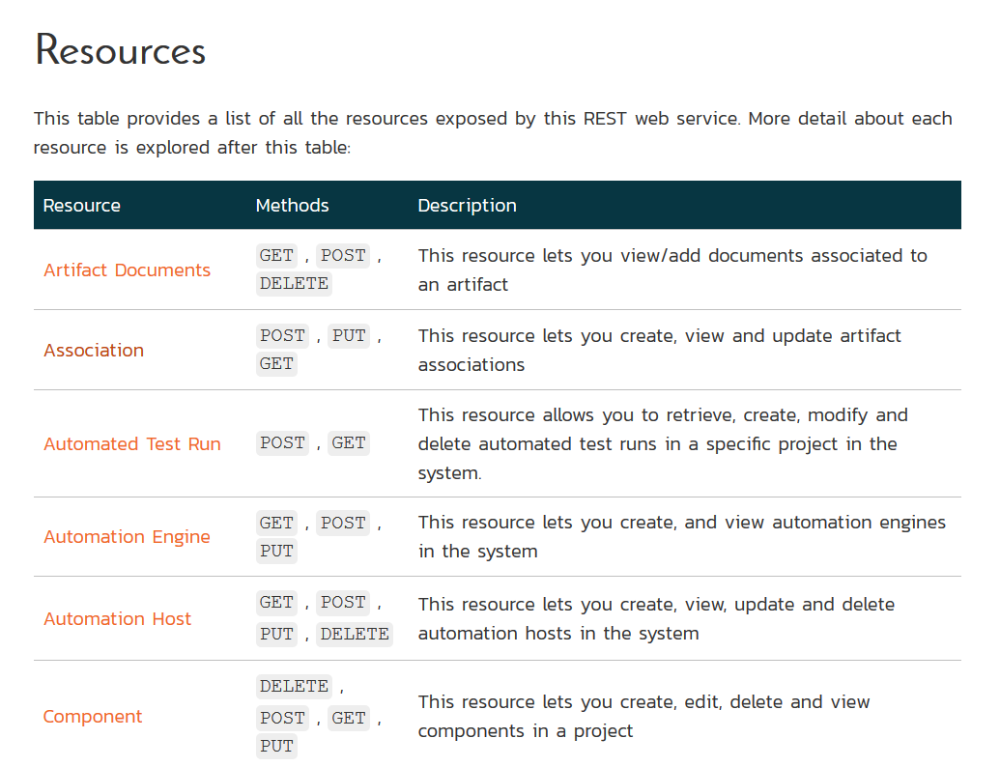 Resources
This table provides a list of all the resources exposed by this REST web service. More detail about each
resource is explored after this table:
Resource Methods Description
Artifact Documents GET , POST , DELETE This resource lets you view/add documents associated to
an artifact
Association POST , PUT , GET This resource lets you create, view and update artifact
associations
Automated Test Run POST , GET This resource allows you to retrieve, create, modify and
delete automated test runs in a specific project in the
system.
Automation Engine GET , POST , PUT This resource lets you create, and view automation engines
in the system
Automation Host GET , POST , PUT , DELETE This resource lets you create, view, update and delete
automation hosts in the system
Component DELETE , POST , GET , PUT This resource lets you create, edit, delete and view
components in a project